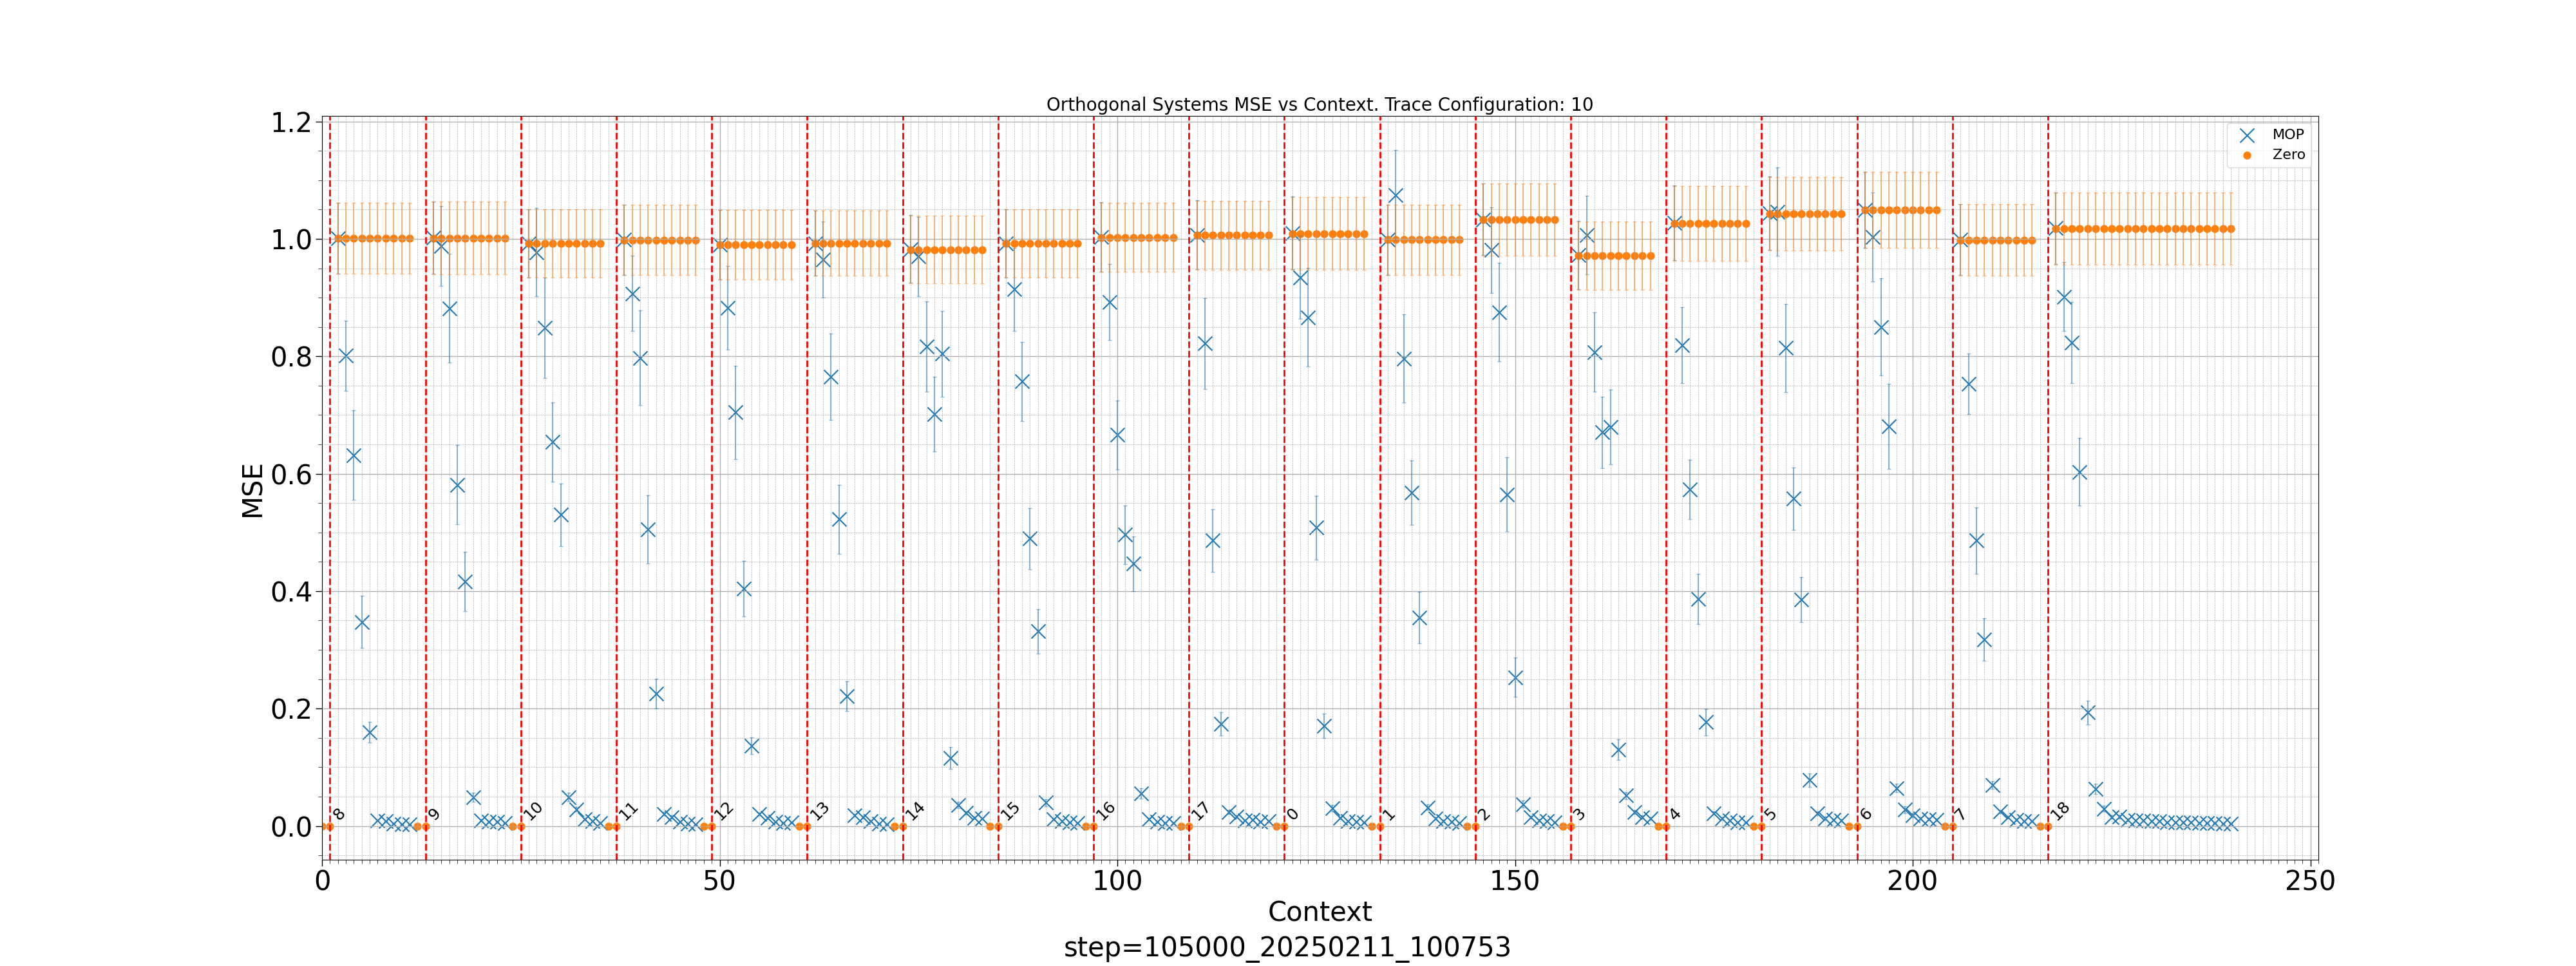 Orthogonal Systems MSE vs Context. Trace Configuration: 10
MOP
Zero
MSE
1.2
1.0
0.8
0.6
0.4
0.2
0.0
8 9 10 11 12 13 14 15 16 17 0 1 2 3 4 5 6 7 18
0 50 100 150 200 250
Context
step=105000_20250211_100753